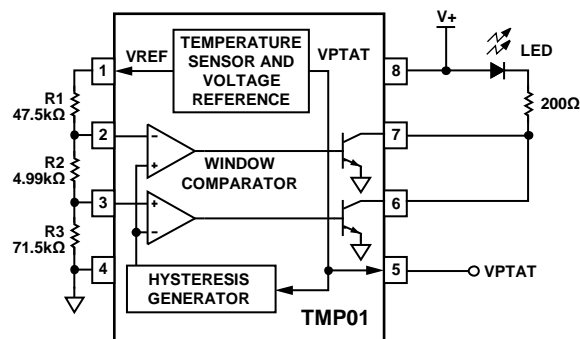 V+
TEMPERATURE
SENSOR AND
VOLTAGE
REFERENCE
VREF
VPTAT
LED
1
8
R1
47.5kΩ
200Ω
2
7
R2
4.99kΩ
WINDOW
COMPARATOR
3
6
R3
71.5kΩ
4
5
VPTAT
HYSTERESIS
GENERATOR
TMP01
−
+
+
−